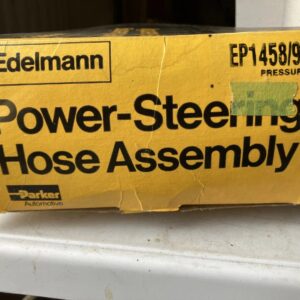 Edelmann
EP1458/9
PRESSUR
Power-Steering
Hose Assembly
Parker
Automotive